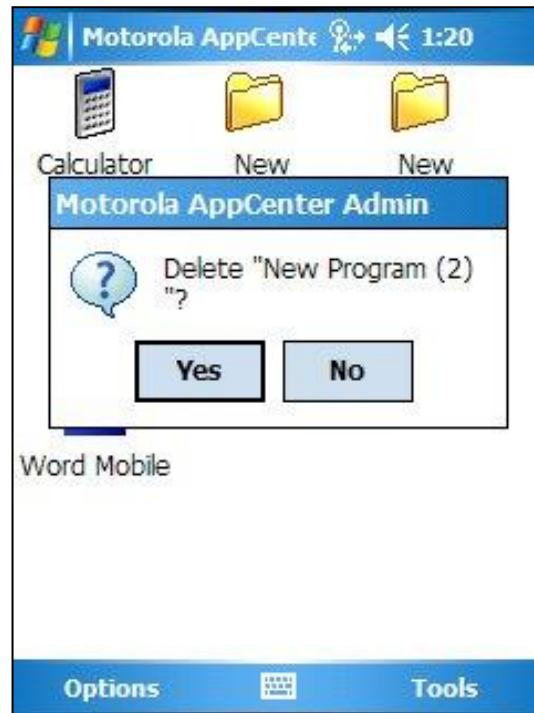 Motorola AppCente 1:20
Calculator New New
Motorola AppCenter Admin
Delete "New Program (2)
"?
Yes No
Word Mobile
Options Tools